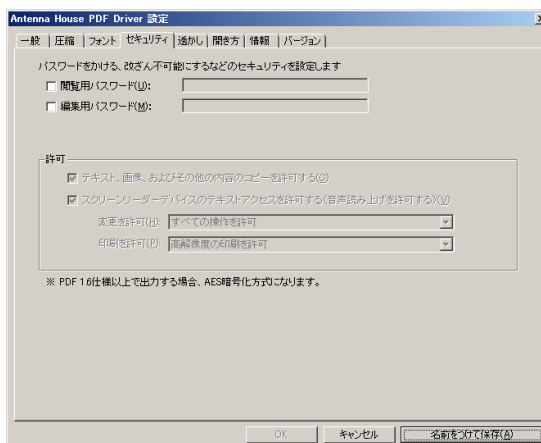 Antenna House PDF Driver 設定
一般 圧縮 フォント セキュリティ 透かし 開き方 情報 バージョン
パスワードをかける、改ざん不可能にするなどのセキュリティを設定します
閲覧用パスワード(U):
編集用パスワード(M):
許可
テキスト、画像、およびその他の内容のコピーを許可する(G)
スクリーンリーダーデバイスのテキストアクセスを許可する(音声読み上げを許可する)(V)
変更を許可(H): すべての操作を許可
印刷を許可(P): 高解像度の印刷を許可
※ PDF 1.6仕様以上で出力する場合、AES暗号化方式になります。
OK キャンセル 名前をつけて保存(A)